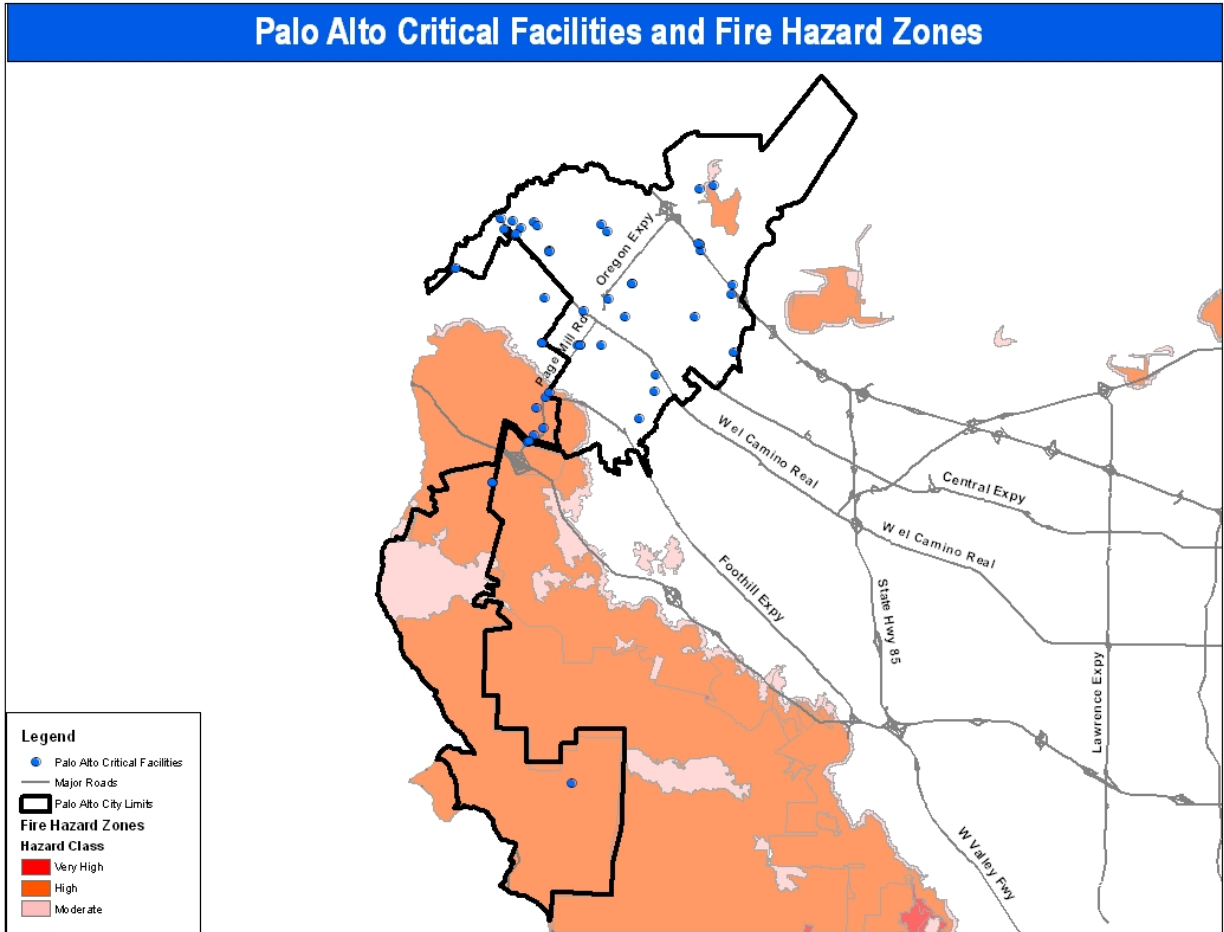 Palo Alto Critical Facilities and Fire Hazard Zones
Oregon Expy
Page Mill Rd
W el Camino Real
Central Expy
W el Camino Real
Foothill Expy
State Hwy 85
Lawrence Expy
W Valley Fwy
Legend
Palo Alto Critical Facilities
Major Roads
Palo Alto City Limits
Fire Hazard Zones
Hazard Class
Very High
High
Moderate